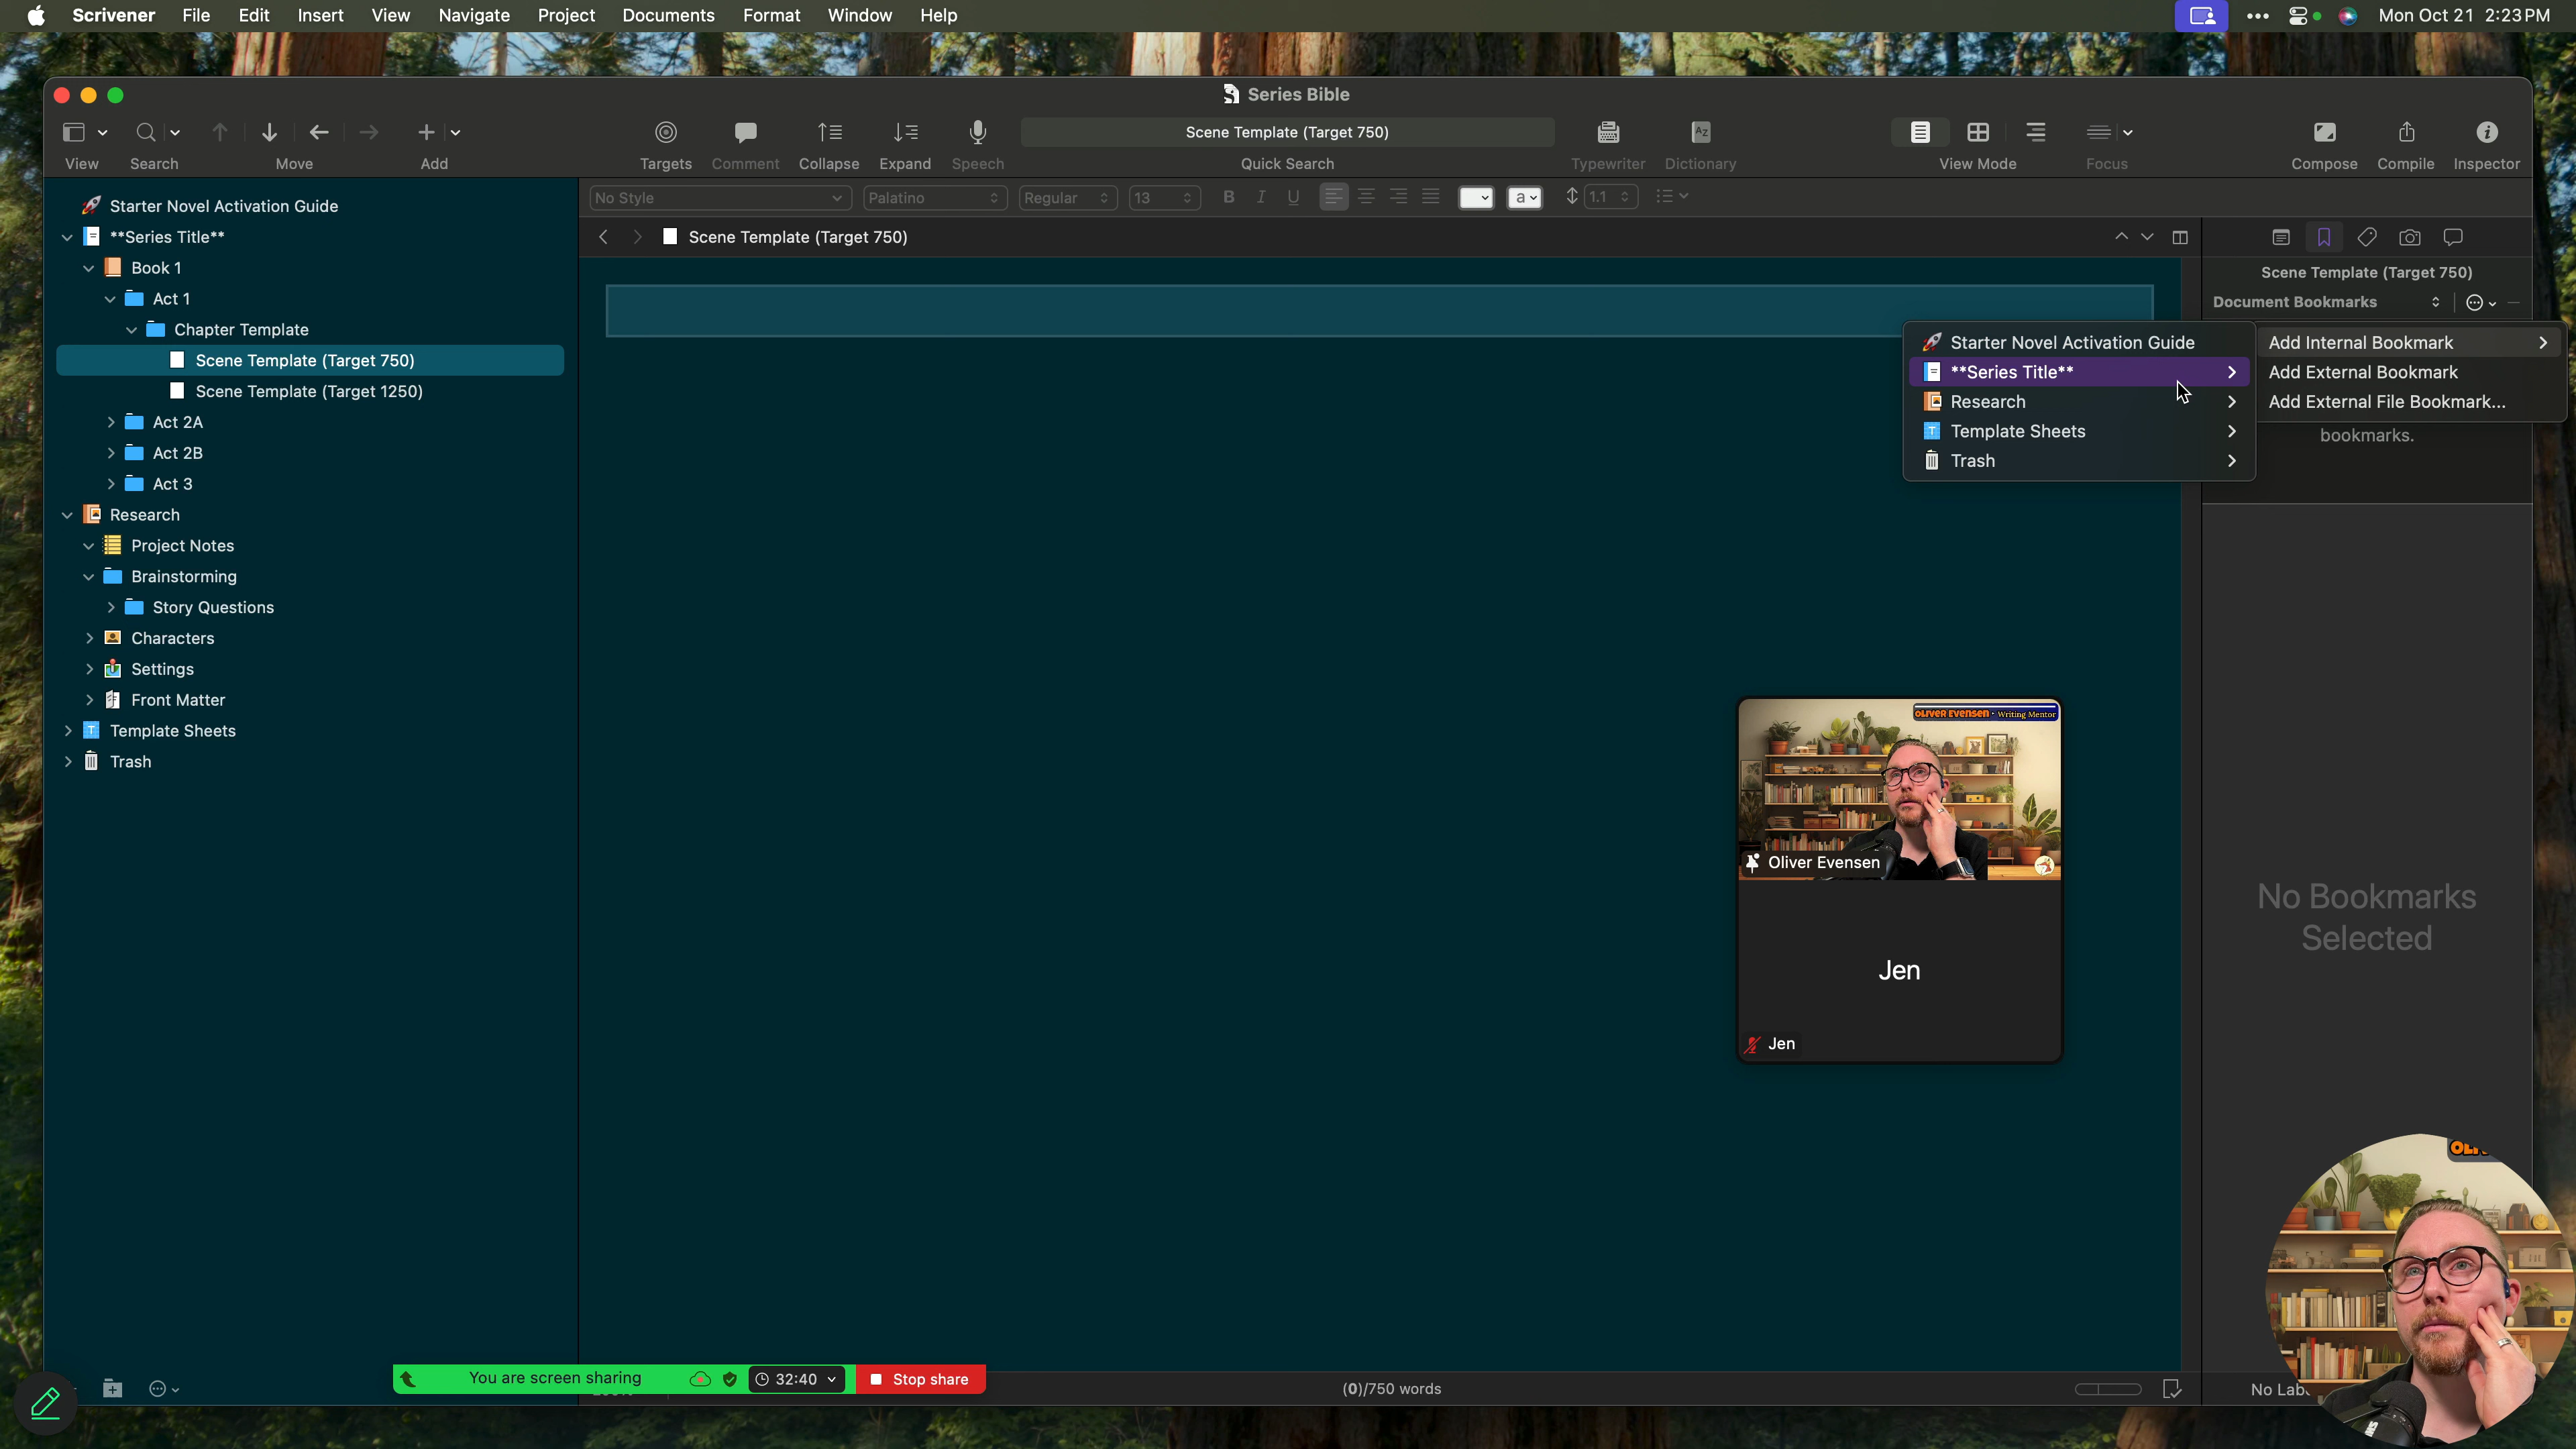 Scrivener File Edit Insert View Navigate Project Documents Format Window Help Mon Oct 21 2:23 PM
Series Bible
Scene Template (Target 750)
View Search Move Add Targets Comment Collapse Expand Speech Quick Search Typewriter Dictionary View Mode Focus Compose Compile Inspector
No Style Palatino Regular 13 B I U a 1.1
Starter Novel Activation Guide
**Series Title**
Book 1
Act 1
Chapter Template
Scene Template (Target 750)
Scene Template (Target 1250)
Act 2A
Act 2B
Act 3
Research
Project Notes
Brainstorming
Story Questions
Characters
Settings
Front Matter
Template Sheets
Trash
Scene Template (Target 750)
Scene Template (Target 750)
Document Bookmarks
Starter Novel Activation Guide
**Series Title**
Research
Template Sheets
Trash
Add Internal Bookmark
Add External Bookmark
Add External File Bookmark...
bookmarks.
No Bookmarks
Selected
OLIVER EVENSEN • Writing Mentor
Oliver Evensen
Jen
Jen
You are screen sharing 32:40 Stop share
(0)/750 words